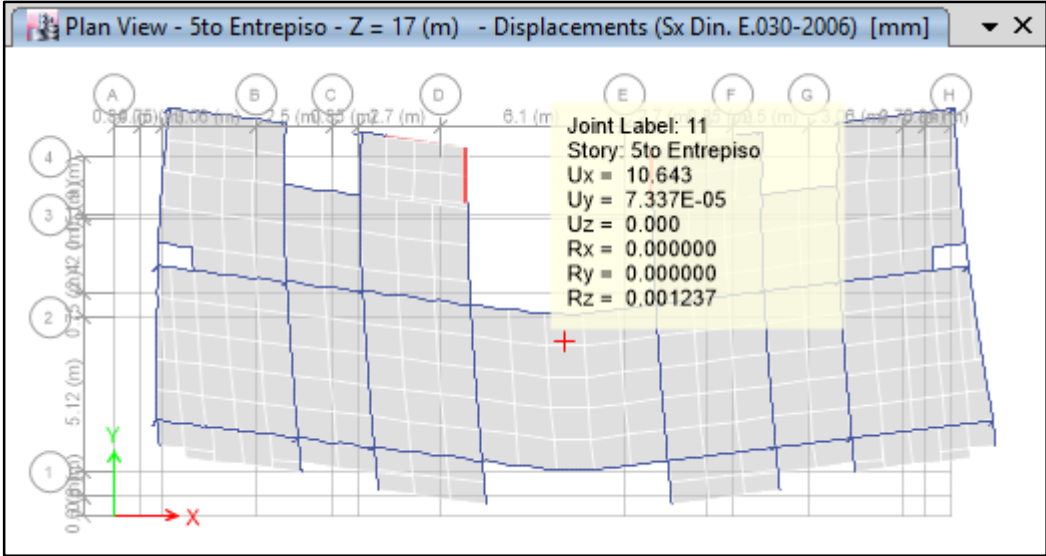 Plan View - 5to Entrepiso - Z = 17 (m) - Displacements (Sx Din. E.030-2006) [mm]
A B C D E F G H
6.1 (m)
Joint Label: 11
Story: 5to Entrepiso
Ux = 10.643
Uy = 7.337E-05
Uz = 0.000
Rx = 0.000000
Ry = 0.000000
Rz = 0.001237
4
3
2
5.12 (m)
Y
1
X